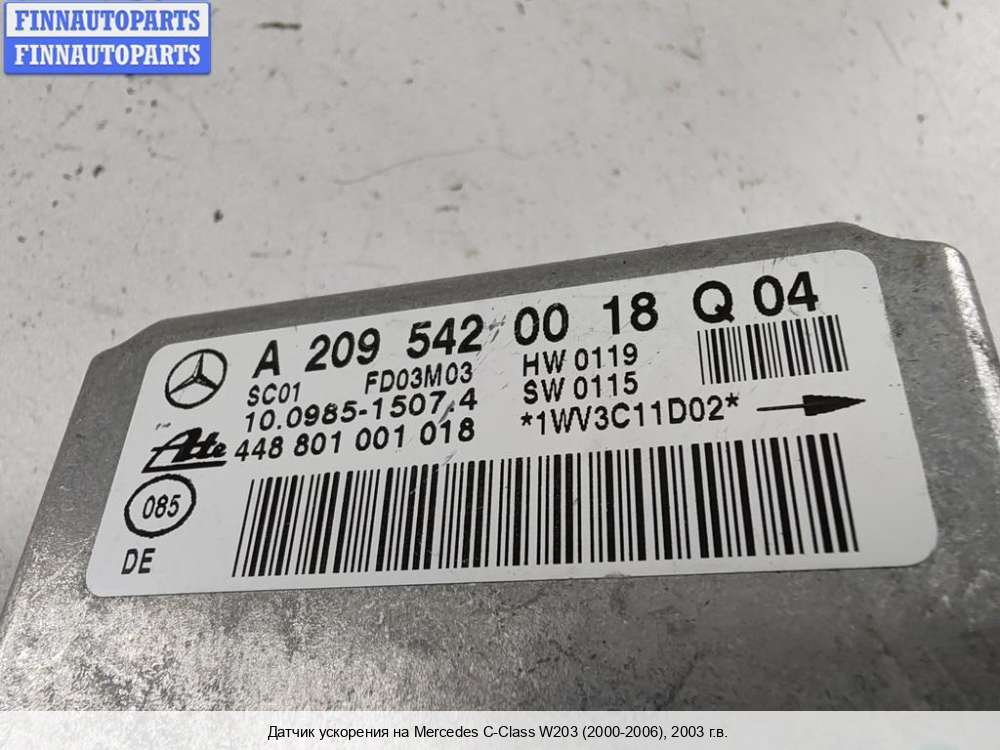 FINNAUTOPARTS
FINNAUTOPARTS
A 209 542 00 18 Q 04
SC01 FD03M03 HW 0119
10.0985-1507.4 SW 0115
Ate 448 801 001 018 *1WV3C11D02*
085
DE
Датчик ускорения на Mercedes C-Class W203 (2000-2006), 2003 г.в.